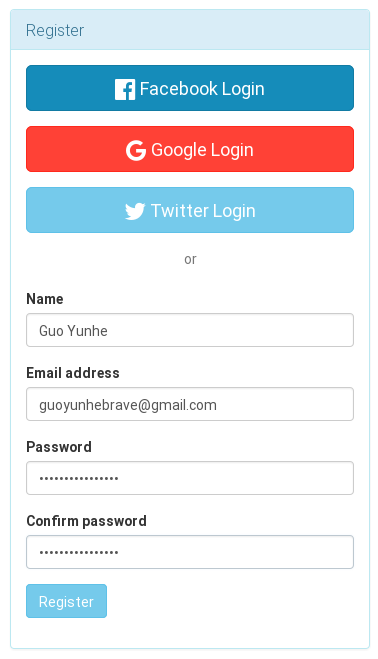 Register
Facebook Login
Google Login
Twitter Login
or
Name
Guo Yunhe
Email address
guoyunhebrave@gmail.com
Password
••••••••••••••••
Confirm password
••••••••••••••••
Register